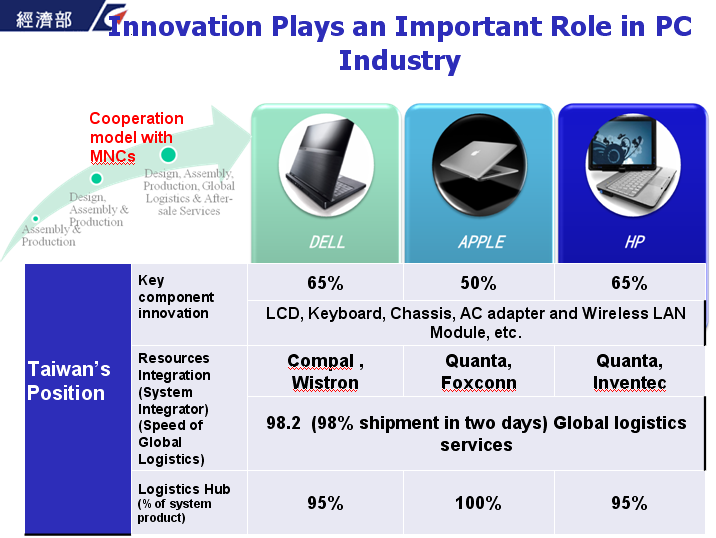 經濟部
Innovation Plays an Important Role in PC
Industry
Cooperation
model with
MNCs
Assembly &
Production
Design,
Assembly &
Production
Design, Assembly,
Production, Global
Logistics & After-
sale Services
DELL
APPLE
HP
Taiwan's
Position
Key
component
innovation
65%
50%
65%
LCD, Keyboard, Chassis, AC adapter and Wireless LAN
Module, etc.
Resources
Integration
(System
Integrator)
(Speed of
Global
Logistics)
Compal ,
Wistron
Quanta,
Foxconn
Quanta,
Inventec
98.2 (98% shipment in two days) Global logistics
services
Logistics Hub
(% of system
product)
95%
100%
95%